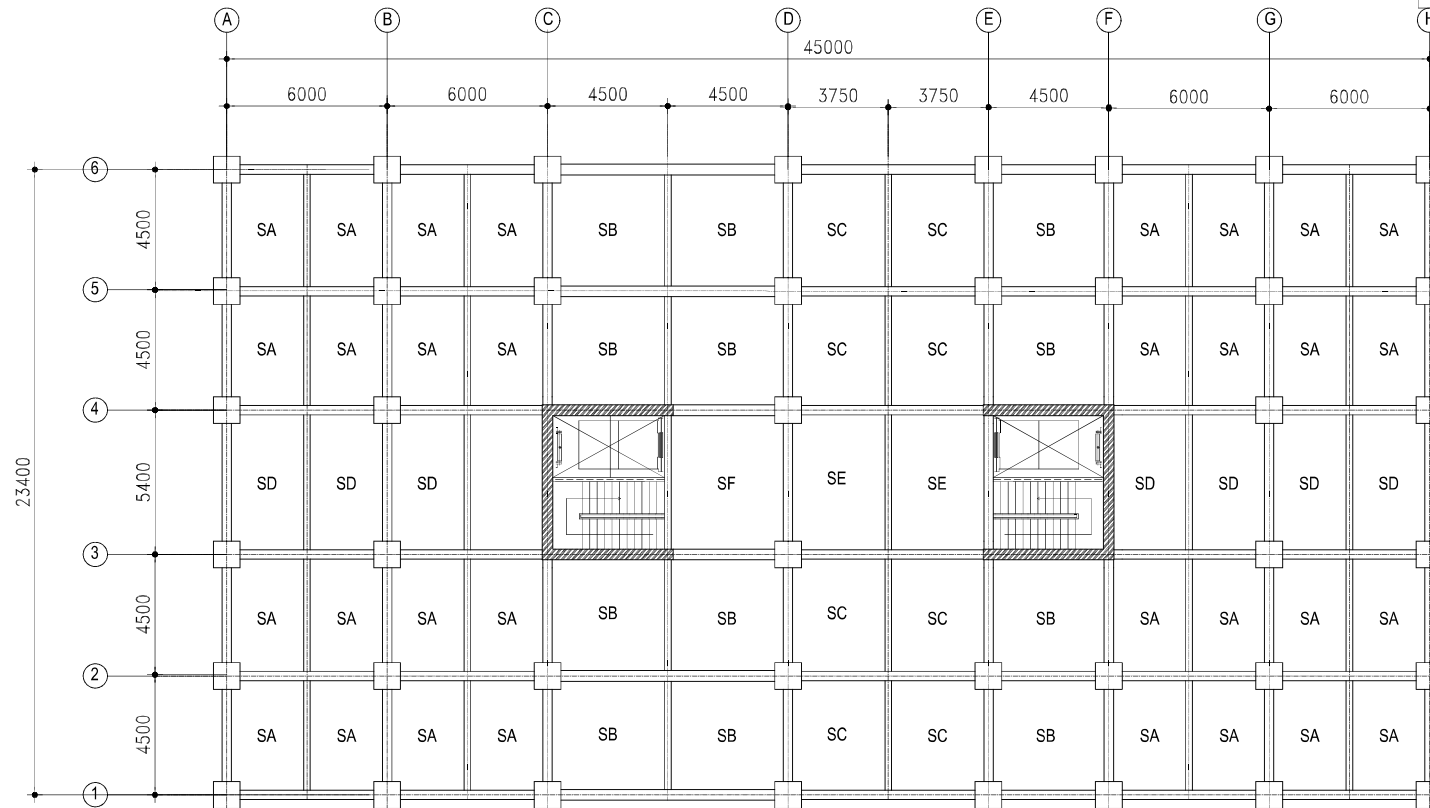 A B C D E F G H
45000
6000 6000 4500 4500 3750 3750 4500 6000 6000
6
4500 SA SA SA SA SB SB SC SC SB SA SA SA SA
5
4500 SA SA SA SA SB SB SC SC SB SA SA SA SA
4
23400 5400 SD SD SD SF SE SE SD SD SD SD
3
4500 SA SA SA SA SB SB SC SC SB SA SA SA SA
2
4500 SA SA SA SA SB SB SC SC SB SA SA SA SA
1